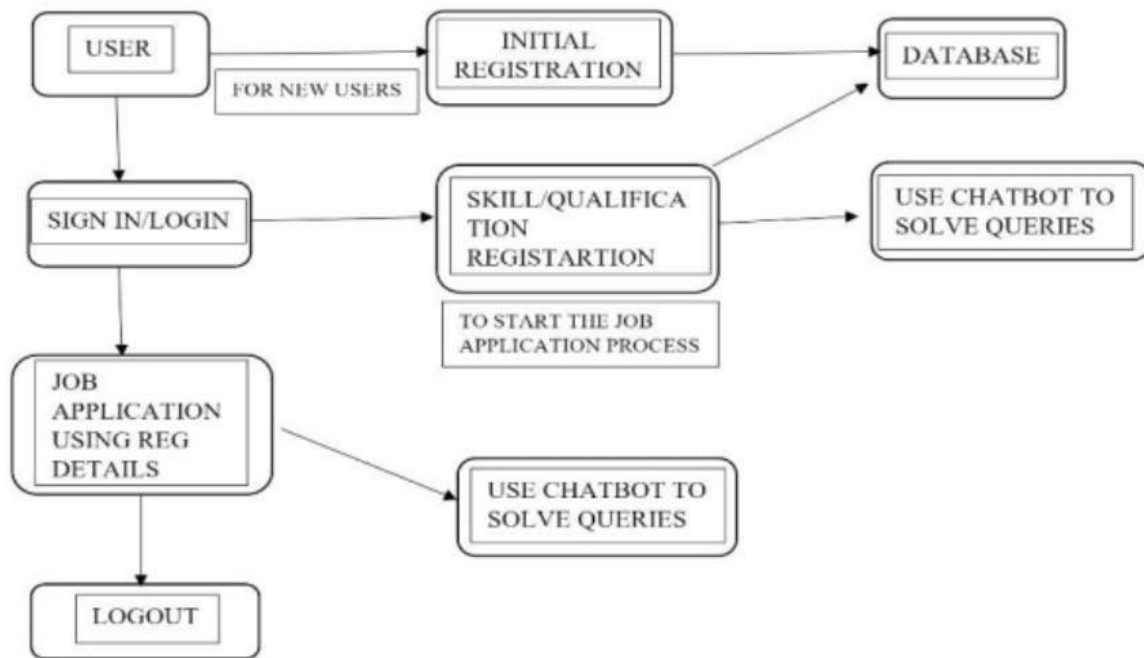 USER
INITIAL
REGISTRATION
DATABASE
FOR NEW USERS
SIGN IN/LOGIN
SKILL/QUALIFICA
TION
REGISTARTION
USE CHATBOT TO
SOLVE QUERIES
TO START THE JOB
APPLICATION PROCESS
JOB
APPLICATION
USING REG
DETAILS
USE CHATBOT TO
SOLVE QUERIES
LOGOUT